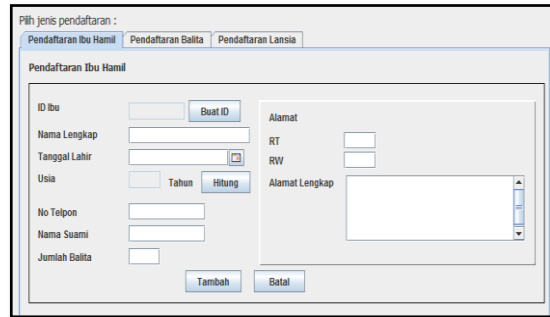 Pilih jenis pendaftaran :
Pendaftaran Ibu Hamil Pendaftaran Balita Pendaftaran Lansia
Pendaftaran Ibu Hamil
ID Ibu Buat ID
Nama Lengkap
Tanggal Lahir
Usia Tahun Hitung
No Telpon
Nama Suami
Jumlah Balita
Alamat
RT
RW
Alamat Lengkap
Tambah Batal